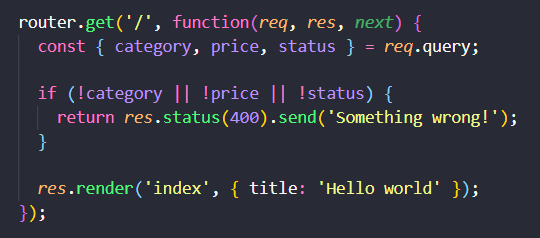 router.get('/', function(req, res, next) {
  const { category, price, status } = req.query;

  if (!category || !price || !status) {
    return res.status(400).send('Something wrong!');
  }

  res.render('index', { title: 'Hello world' });
});